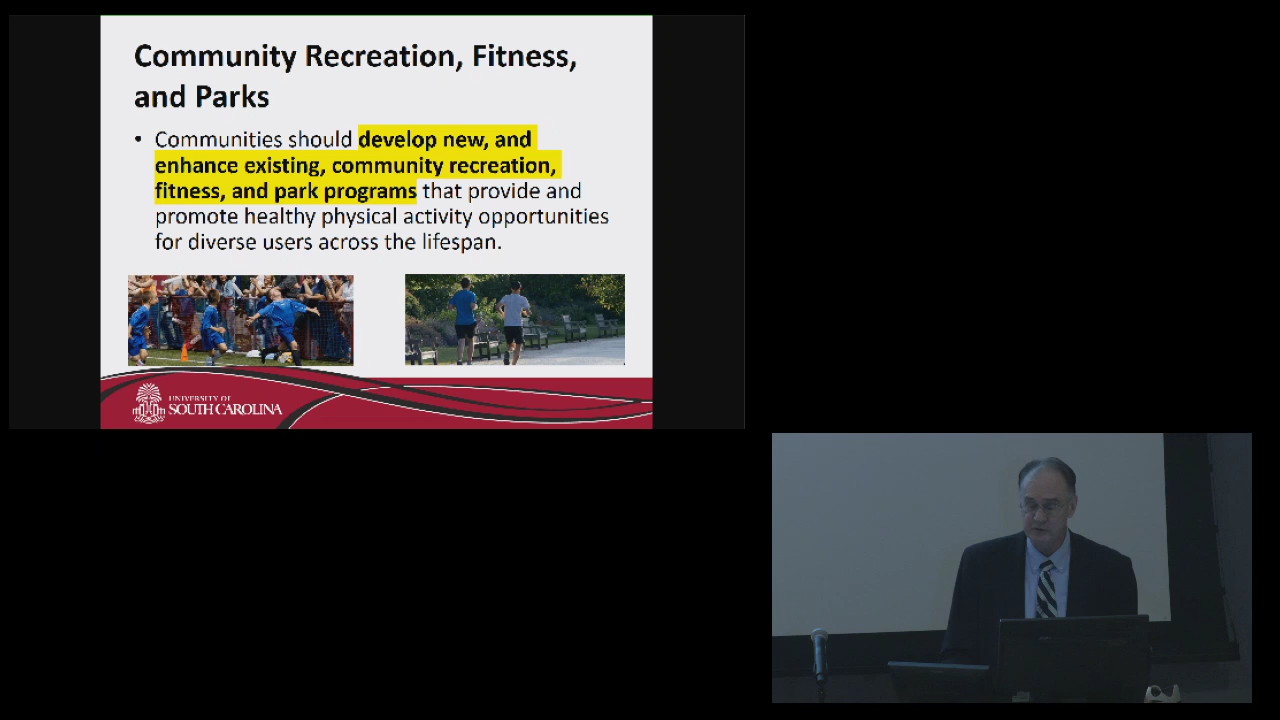 Community Recreation, Fitness,
and Parks
• Communities should develop new, and
enhance existing, community recreation,
fitness, and park programs that provide and
promote healthy physical activity opportunities
for diverse users across the lifespan.
UNIVERSITY OF
SOUTH CAROLINA